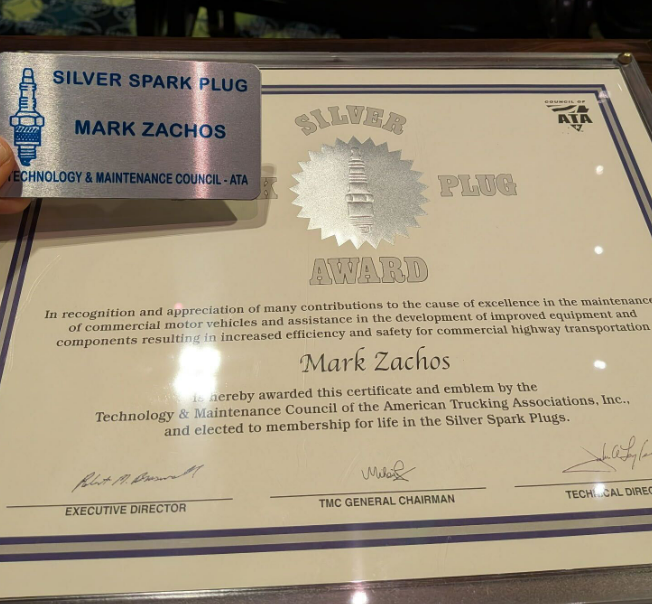 SILVER SPARK PLUG
MARK ZACHOS
TECHNOLOGY & MAINTENANCE COUNCIL - ATA
COUNCIL OF
ATA
SILVER
PLUG
AWARD
In recognition and appreciation of many contributions to the cause of excellence in the maintenance
of commercial motor vehicles and assistance in the development of improved equipment and
components resulting in increased efficiency and safety for commercial highway transportation
Mark Zachos
is hereby awarded this certificate and emblem by the
Technology & Maintenance Council of the American Trucking Associations, Inc.,
and elected to membership for life in the Silver Spark Plugs.
EXECUTIVE DIRECTOR
TMC GENERAL CHAIRMAN
TECHNICAL DIREC